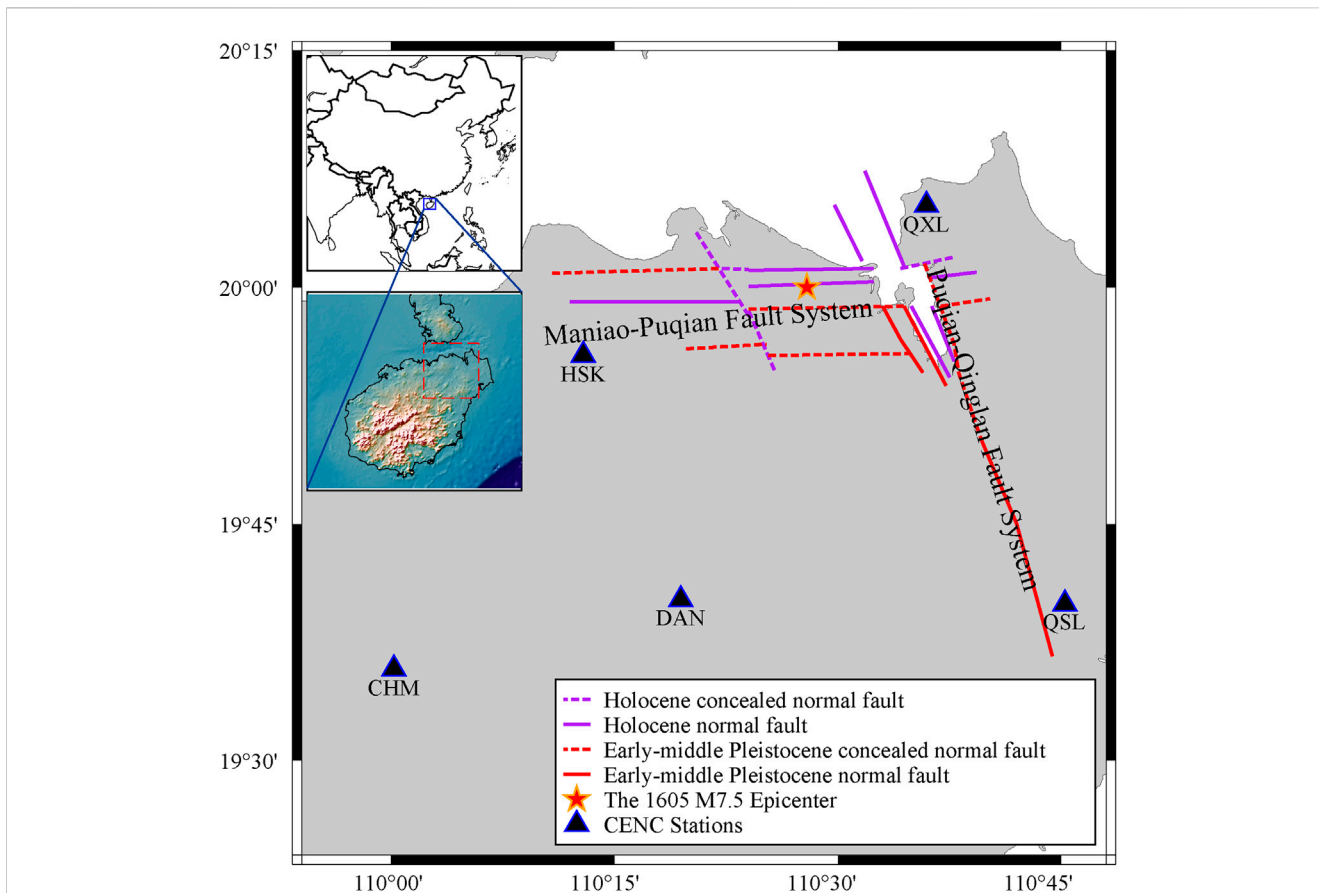 20°15'
QXL
20°00'
Maniao-Puqian Fault System
Puqian-Qinglan Fault System
HSK
19°45'
DAN
QSL
CHM
Holocene concealed normal fault
Holocene normal fault
Early-middle Pleistocene concealed normal fault
Early-middle Pleistocene normal fault
The 1605 M7.5 Epicenter
CENC Stations
19°30'
110°00'
110°15'
110°30'
110°45'